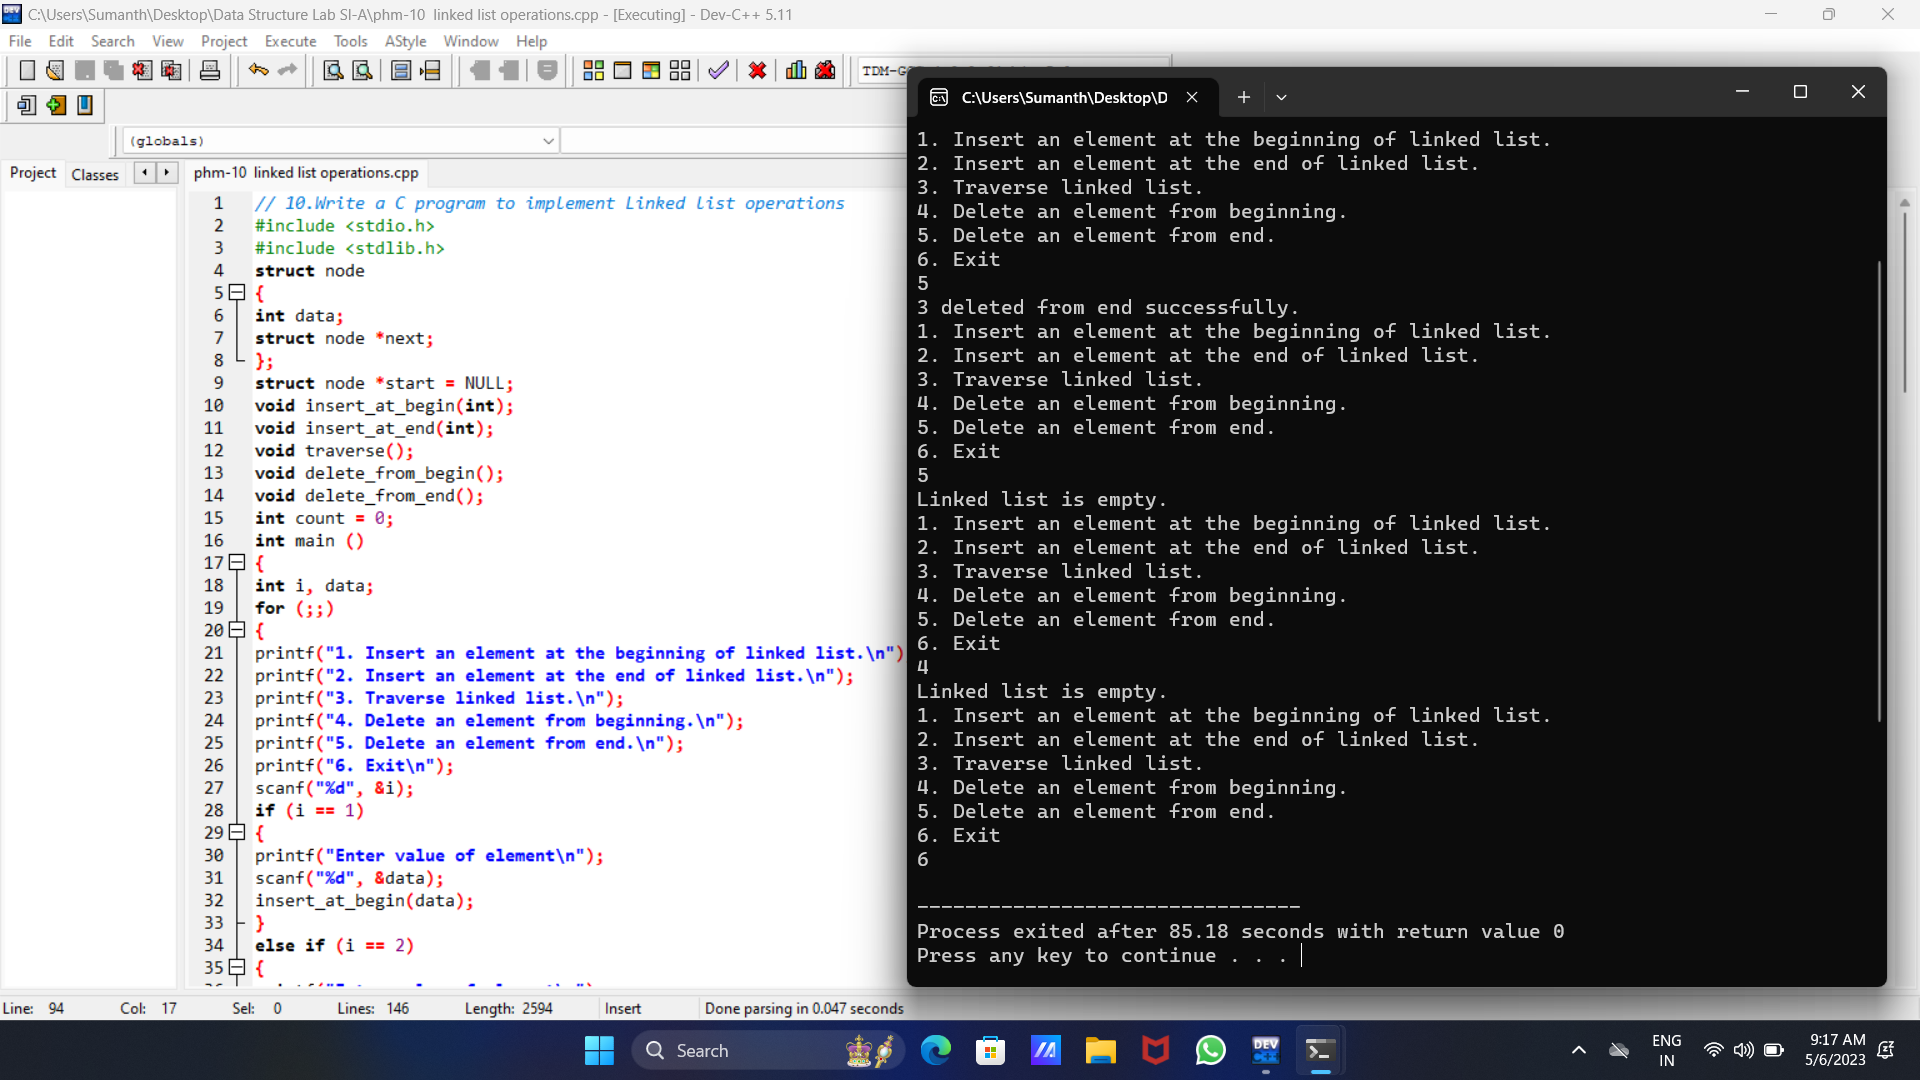 C:\Users\Sumanth\Desktop\Data Structure Lab SI-A\phm-10  linked list operations.cpp - [Executing] - Dev-C++ 5.11
File Edit Search View Project Execute Tools AStyle Window Help
(globals)
Project Classes
phm-10  linked list operations.cpp
1 // 10.Write a C program to implement Linked list operations
2 #include <stdio.h>
3 #include <stdlib.h>
4 struct node
5 {
6 int data;
7 struct node *next;
8 };
9 struct node *start = NULL;
10 void insert_at_begin(int);
11 void insert_at_end(int);
12 void traverse();
13 void delete_from_begin();
14 void delete_from_end();
15 int count = 0;
16 int main ()
17 {
18 int i, data;
19 for (;;)
20 {
21 printf("1. Insert an element at the beginning of linked list.\n")
22 printf("2. Insert an element at the end of linked list.\n");
23 printf("3. Traverse linked list.\n");
24 printf("4. Delete an element from beginning.\n");
25 printf("5. Delete an element from end.\n");
26 printf("6. Exit\n");
27 scanf("%d", &i);
28 if (i == 1)
29 {
30 printf("Enter value of element\n");
31 scanf("%d", &data);
32 insert_at_begin(data);
33 }
34 else if (i == 2)
35 {
C:\Users\Sumanth\Desktop\D
1. Insert an element at the beginning of linked list.
2. Insert an element at the end of linked list.
3. Traverse linked list.
4. Delete an element from beginning.
5. Delete an element from end.
6. Exit
5
3 deleted from end successfully.
1. Insert an element at the beginning of linked list.
2. Insert an element at the end of linked list.
3. Traverse linked list.
4. Delete an element from beginning.
5. Delete an element from end.
6. Exit
5
Linked list is empty.
1. Insert an element at the beginning of linked list.
2. Insert an element at the end of linked list.
3. Traverse linked list.
4. Delete an element from beginning.
5. Delete an element from end.
6. Exit
4
Linked list is empty.
1. Insert an element at the beginning of linked list.
2. Insert an element at the end of linked list.
3. Traverse linked list.
4. Delete an element from beginning.
5. Delete an element from end.
6. Exit
6
--------------------------------
Process exited after 85.18 seconds with return value 0
Press any key to continue . . .
Line: 94 Col: 17 Sel: 0 Lines: 146 Length: 2594 Insert Done parsing in 0.047 seconds
Search
DEV
ENG
IN
9:17 AM
5/6/2023